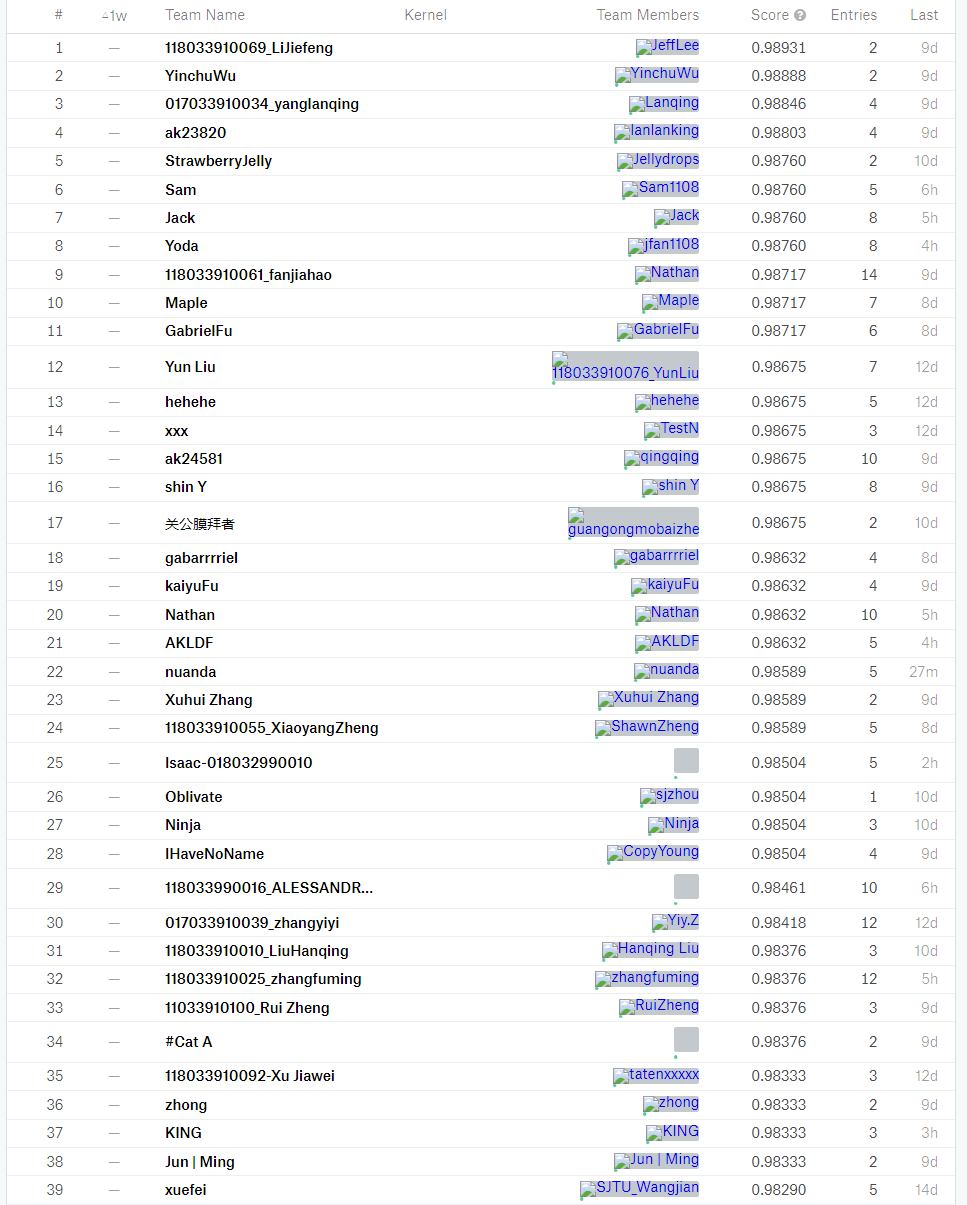 # △1w Team Name Kernel Team Members Score Entries Last
1 — 118033910069_LiJiefeng JeffLee 0.98931 2 9d
2 — YinchuWu YinchuWu 0.98888 2 9d
3 — 017033910034_yanglanqing Lanqing 0.98846 4 9d
4 — ak23820 lanlanking 0.98803 4 9d
5 — StrawberryJelly Jellydrops 0.98760 2 10d
6 — Sam Sam1108 0.98760 5 6h
7 — Jack Jack 0.98760 8 5h
8 — Yoda jfan1108 0.98760 8 4h
9 — 118033910061_fanjiahao Nathan 0.98717 14 9d
10 — Maple Maple 0.98717 7 8d
11 — GabrielFu GabrielFu 0.98717 6 8d
12 — Yun Liu 118033910076_YunLiu 0.98675 7 12d
13 — hehehe hehehe 0.98675 5 12d
14 — xxx TestN 0.98675 3 12d
15 — ak24581 qingqing 0.98675 10 9d
16 — shin Y shin Y 0.98675 8 9d
17 — 关公膜拜者 guangongmobaizhe 0.98675 2 10d
18 — gabarrrriel gabarrrriel 0.98632 4 8d
19 — kaiyuFu kaiyuFu 0.98632 4 9d
20 — Nathan Nathan 0.98632 10 5h
21 — AKLDF AKLDF 0.98632 5 4h
22 — nuanda nuanda 0.98589 5 27m
23 — Xuhui Zhang Xuhui Zhang 0.98589 2 9d
24 — 118033910055_XiaoyangZheng ShawnZheng 0.98589 5 8d
25 — Isaac-018032990010 0.98504 5 2h
26 — Oblivate sjzhou 0.98504 1 10d
27 — Ninja Ninja 0.98504 3 10d
28 — IHaveNoName CopyYoung 0.98504 4 9d
29 — 118033990016_ALESSANDR... 0.98461 10 6h
30 — 017033910039_zhangyiyi Yiy.Z 0.98418 12 12d
31 — 118033910010_LiuHanqing Hanqing Liu 0.98376 3 10d
32 — 118033910025_zhangfuming zhangfuming 0.98376 12 5h
33 — 11033910100_Rui Zheng RuiZheng 0.98376 3 9d
34 — #Cat A 0.98376 2 9d
35 — 118033910092-Xu Jiawei tatenxxxxx 0.98333 3 12d
36 — zhong zhong 0.98333 2 9d
37 — KING KING 0.98333 3 3h
38 — Jun | Ming Jun | Ming 0.98333 2 9d
39 — xuefei SJTU_Wangjian 0.98290 5 14d